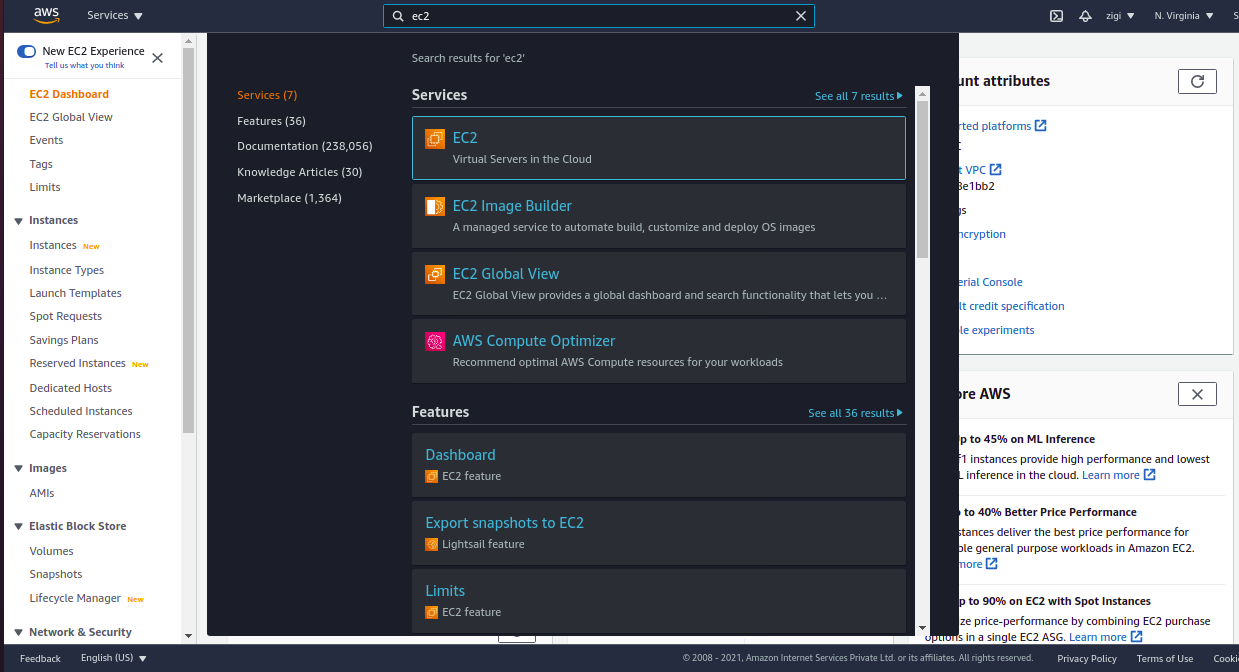 aws
Services
ec2
zigi
N. Virginia
S
New EC2 Experience
Tell us what you think
EC2 Dashboard
EC2 Global View
Events
Tags
Limits
Instances
Instances New
Instance Types
Launch Templates
Spot Requests
Savings Plans
Reserved Instances New
Dedicated Hosts
Scheduled Instances
Capacity Reservations
Images
AMIs
Elastic Block Store
Volumes
Snapshots
Lifecycle Manager New
Network & Security
Search results for 'ec2'
Services (7)
Features (36)
Documentation (238,056)
Knowledge Articles (30)
Marketplace (1,364)
Services
See all 7 results
EC2
Virtual Servers in the Cloud
EC2 Image Builder
A managed service to automate build, customize and deploy OS images
EC2 Global View
EC2 Global View provides a global dashboard and search functionality that lets you ...
AWS Compute Optimizer
Recommend optimal AWS Compute resources for your workloads
Features
See all 36 results
Dashboard
EC2 feature
Export snapshots to EC2
Lightsail feature
Limits
EC2 feature
unt attributes
rted platforms
t VPC
8e1bb2
gs
ncryption
erial Console
lt credit specification
le experiments
ore AWS
p to 45% on ML Inference
f1 instances provide high performance and lowest
L inference in the cloud. Learn more
p to 40% Better Price Performance
stances deliver the best price performance for
ble general purpose workloads in Amazon EC2.
more
p to 90% on EC2 with Spot Instances
ze price-performance by combining EC2 purchase
options in a single EC2 ASG. Learn more
Feedback
English (US)
© 2008 - 2021, Amazon Internet Services Private Ltd. or its affiliates. All rights reserved.
Privacy Policy
Terms of Use
Cooki